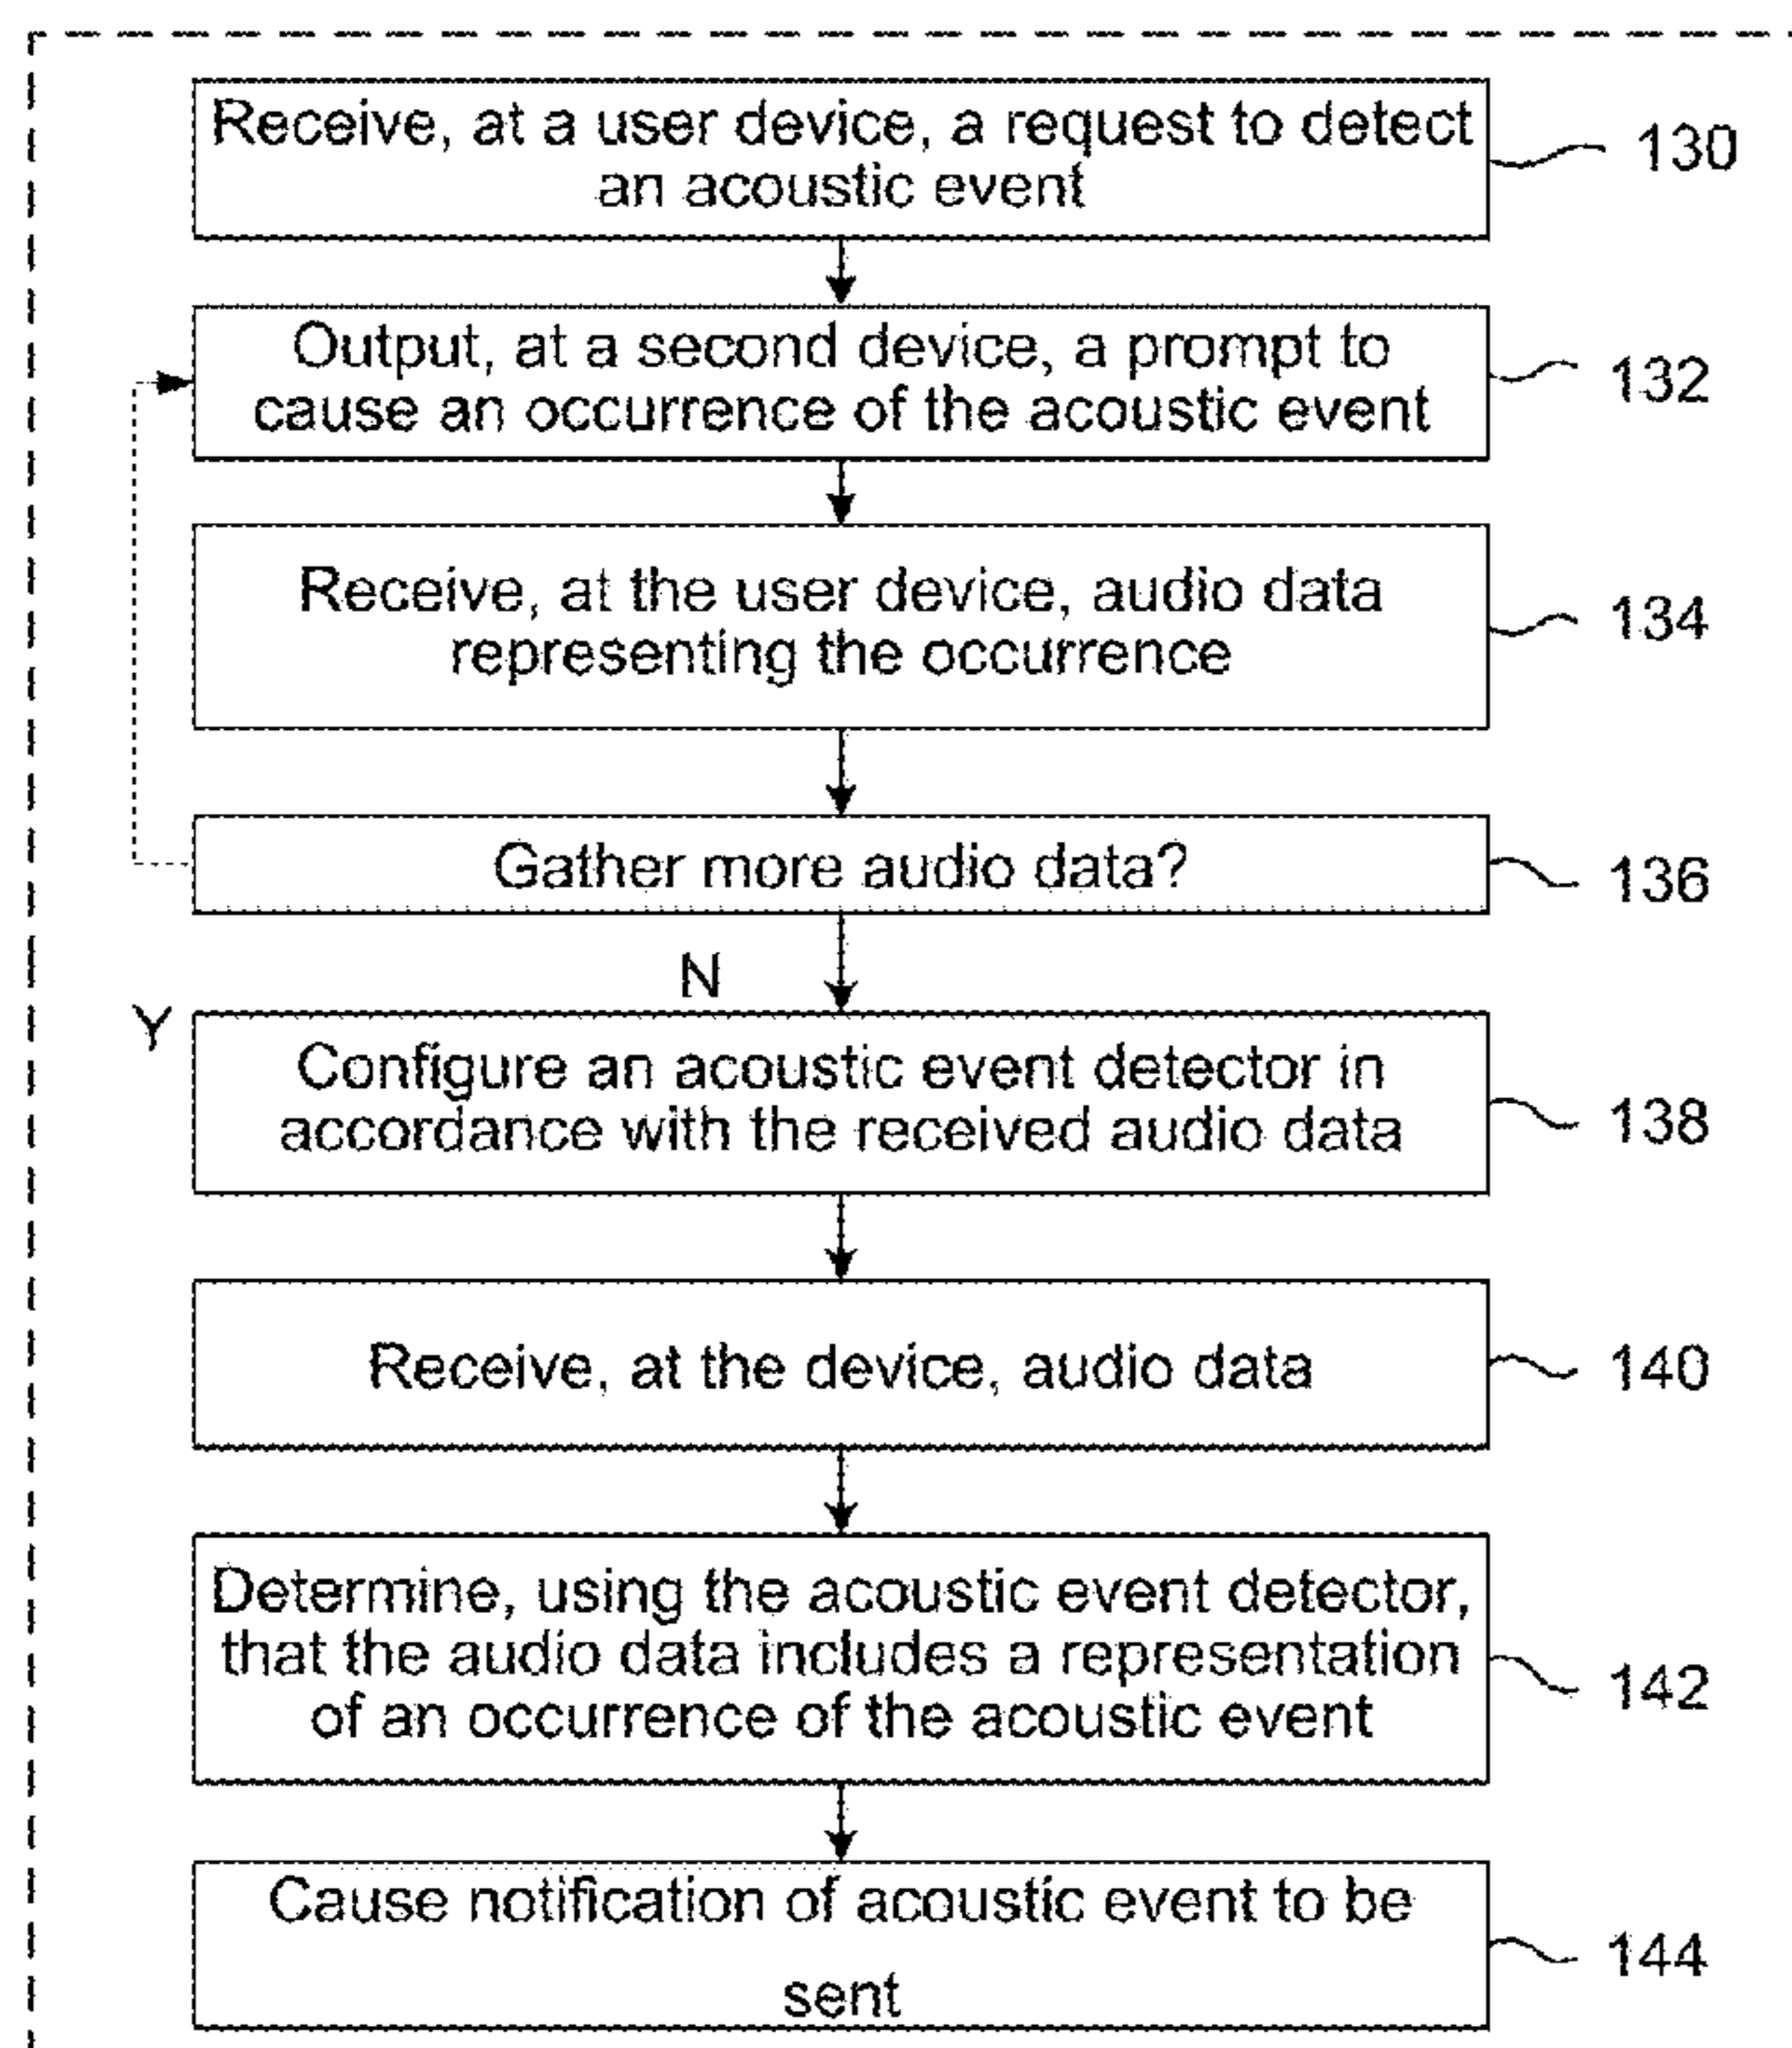 Receive, at a user device, a request to detect
an acoustic event
130
Output, at a second device, a prompt to
cause an occurrence of the acoustic event
132
Receive, at the user device, audio data
representing the occurrence
134
Gather more audio data?
136
N
Y
Configure an acoustic event detector in
accordance with the received audio data
138
Receive, at the device, audio data
140
Determine, using the acoustic event detector,
that the audio data includes a representation
of an occurrence of the acoustic event
142
Cause notification of acoustic event to be
sent
144